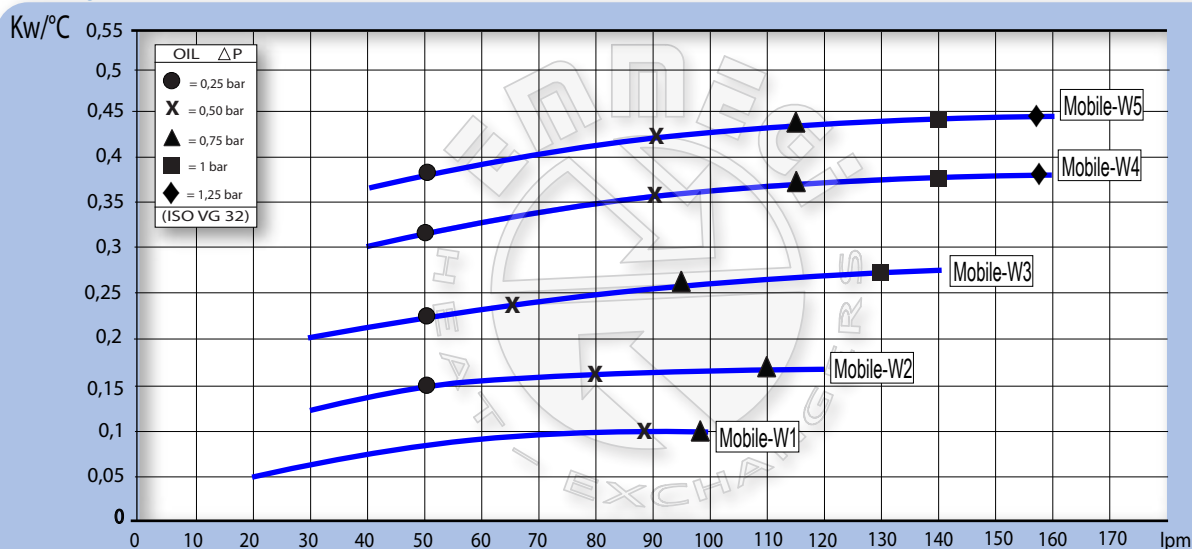 Kw/°C
0,55
0,5
0,45
0,4
0,35
0,3
0,25
0,2
0,15
0,1
0,05
0
OIL △P
= 0,25 bar
X = 0,50 bar
= 0,75 bar
= 1 bar
= 1,25 bar
(ISO VG 32)
Mobile-W5
Mobile-W4
Mobile-W3
Mobile-W2
Mobile-W1
EMMEGI
HEAT EXCHANGERS
0 10 20 30 40 50 60 70 80 90 100 110 120 130 140 150 160 170 lpm